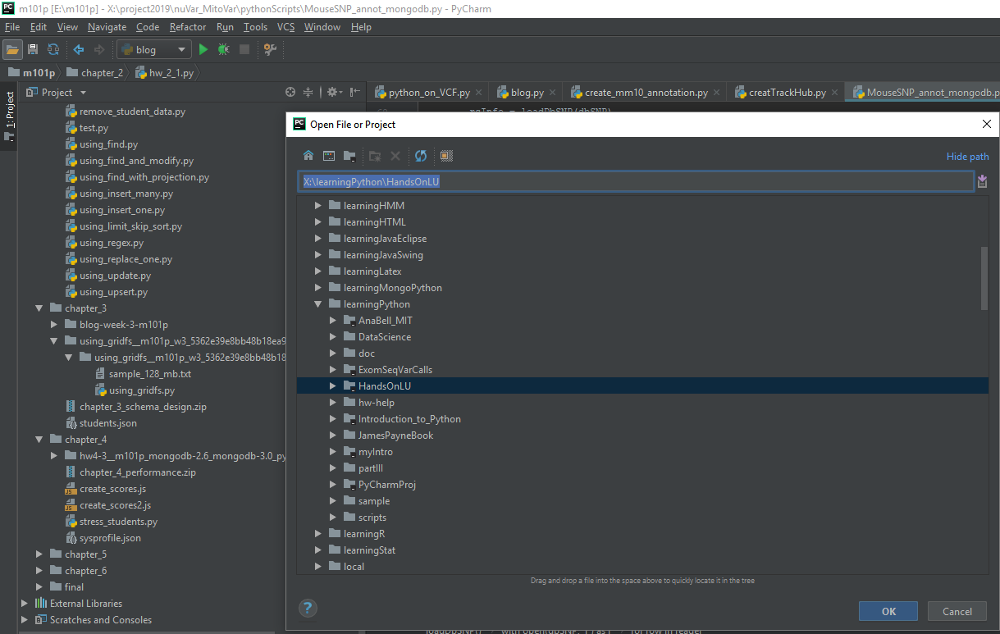 m101p [E:\m101p] - X:\project2019\nuVar_MitoVar\pythonScripts\MouseSNP_annot_mongodb.py - PyCharm
File Edit View Navigate Code Refactor Run Tools VCS Window Help
blog
m101p chapter_2 hw_2_1.py
1: Project
Project
python_on_VCF.py blog.py create_mm10_annotation.py creatTrackHub.py MouseSNP_annot_mongodb.p
remove_student_data.py
test.py
using_find.py
using_find_and_modify.py
using_find_with_projection.py
using_insert_many.py
using_insert_one.py
using_limit_skip_sort.py
using_regex.py
using_replace_one.py
using_update.py
using_upsert.py
chapter_3
blog-week-3-m101p
using_gridfs__m101p_w3_5362e39e8bb48b18ea9
using_gridfs__m101p_w3_5362e39e8bb48b18
sample_128_mb.txt
using_gridfs.py
chapter_3_schema_design.zip
students.json
chapter_4
hw4-3__m101p_mongodb-2.6_mongodb-3.0_py
chapter_4_performance.zip
create_scores.js
create_scores2.js
stress_students.py
sysprofile.json
chapter_5
chapter_6
final
External Libraries
Scratches and Consoles
Open File or Project
Hide path
X:\learningPython\HandsOnLU
learningHMM
learningHTML
learningJavaEclipse
learningJavaSwing
learningLatex
learningMongoPython
learningPython
AnaBell_MIT
DataScience
doc
ExomSeqVarCalls
HandsOnLU
hw-help
Introduction_to_Python
JamesPayneBook
myIntro
partIII
PyCharmProj
sample
scripts
learningR
learningStat
local
Drag and drop a file into the space above to quickly locate it in the tree
?
OK Cancel